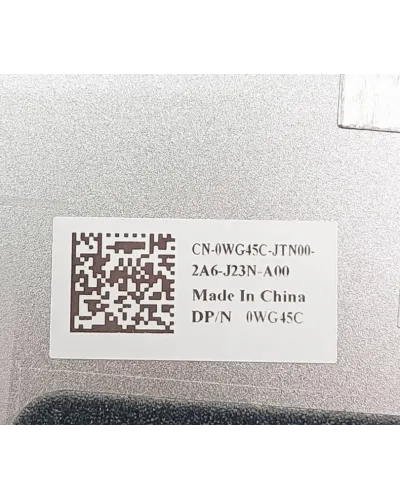 CN-0WG45C-JTN00-
2A6-J23N-A00
Made In China
DP/N 0WG45C